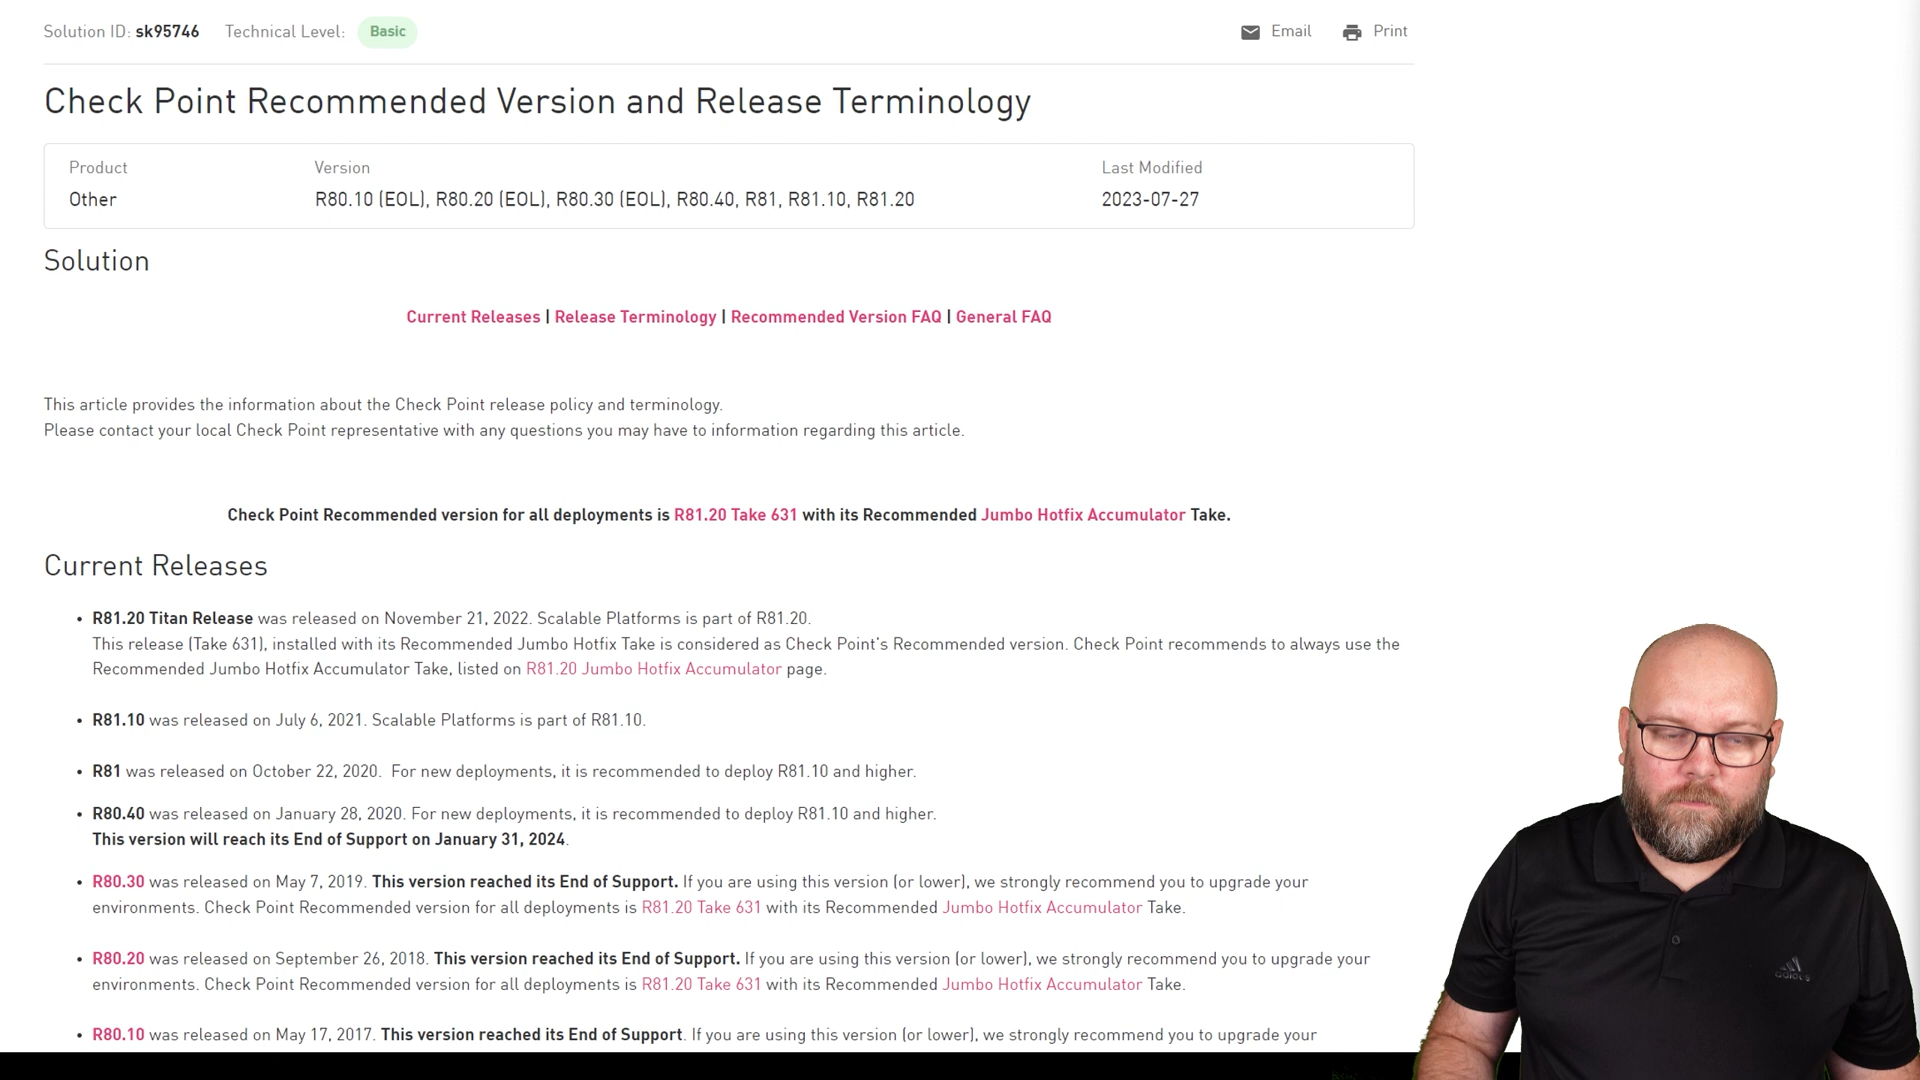 Solution ID: sk95746 Technical Level: Basic Email Print
Check Point Recommended Version and Release Terminology
Product Version Last Modified
Other R80.10 (EOL), R80.20 (EOL), R80.30 (EOL), R80.40, R81, R81.10, R81.20 2023-07-27
Solution
Current Releases | Release Terminology | Recommended Version FAQ | General FAQ
This article provides the information about the Check Point release policy and terminology.
Please contact your local Check Point representative with any questions you may have to information regarding this article.
Check Point Recommended version for all deployments is R81.20 Take 631 with its Recommended Jumbo Hotfix Accumulator Take.
Current Releases
• R81.20 Titan Release was released on November 21, 2022. Scalable Platforms is part of R81.20.
This release (Take 631), installed with its Recommended Jumbo Hotfix Take is considered as Check Point's Recommended version. Check Point recommends to always use the
Recommended Jumbo Hotfix Accumulator Take, listed on R81.20 Jumbo Hotfix Accumulator page.
• R81.10 was released on July 6, 2021. Scalable Platforms is part of R81.10.
• R81 was released on October 22, 2020. For new deployments, it is recommended to deploy R81.10 and higher.
• R80.40 was released on January 28, 2020. For new deployments, it is recommended to deploy R81.10 and higher.
This version will reach its End of Support on January 31, 2024.
• R80.30 was released on May 7, 2019. This version reached its End of Support. If you are using this version (or lower), we strongly recommend you to upgrade your
environments. Check Point Recommended version for all deployments is R81.20 Take 631 with its Recommended Jumbo Hotfix Accumulator Take.
• R80.20 was released on September 26, 2018. This version reached its End of Support. If you are using this version (or lower), we strongly recommend you to upgrade your
environments. Check Point Recommended version for all deployments is R81.20 Take 631 with its Recommended Jumbo Hotfix Accumulator Take.
• R80.10 was released on May 17, 2017. This version reached its End of Support. If you are using this version (or lower), we strongly recommend you to upgrade your
adidas